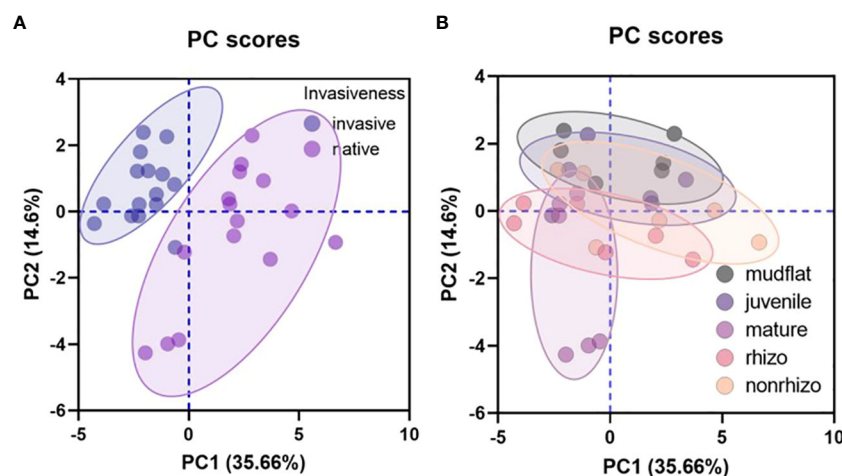 A
PC scores
Invasiveness
invasive
native
4
2
0
-2
-4
-6
PC2 (14.6%)
-5
0
5
10
PC1 (35.66%)
B
PC scores
4
2
0
-2
-4
-6
PC2 (14.6%)
mudflat
juvenile
mature
rhizo
nonrhizo
-5
0
5
10
PC1 (35.66%)